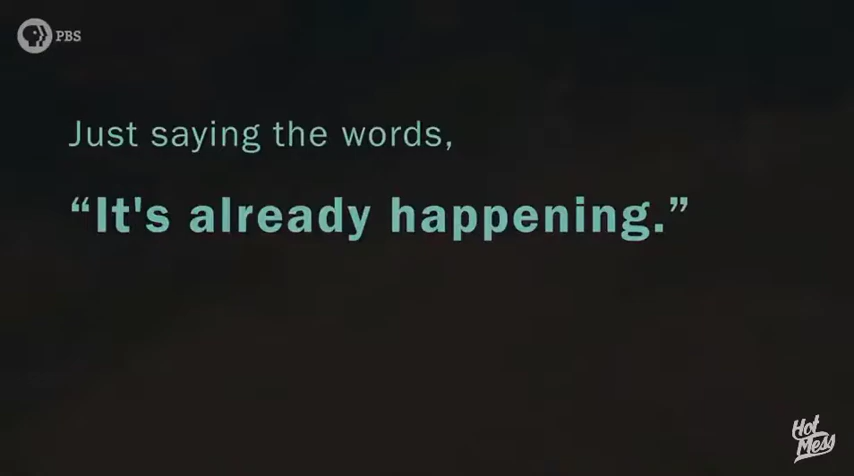 PBS
Just saying the words,
“It's already happening.”
Hot
Mess